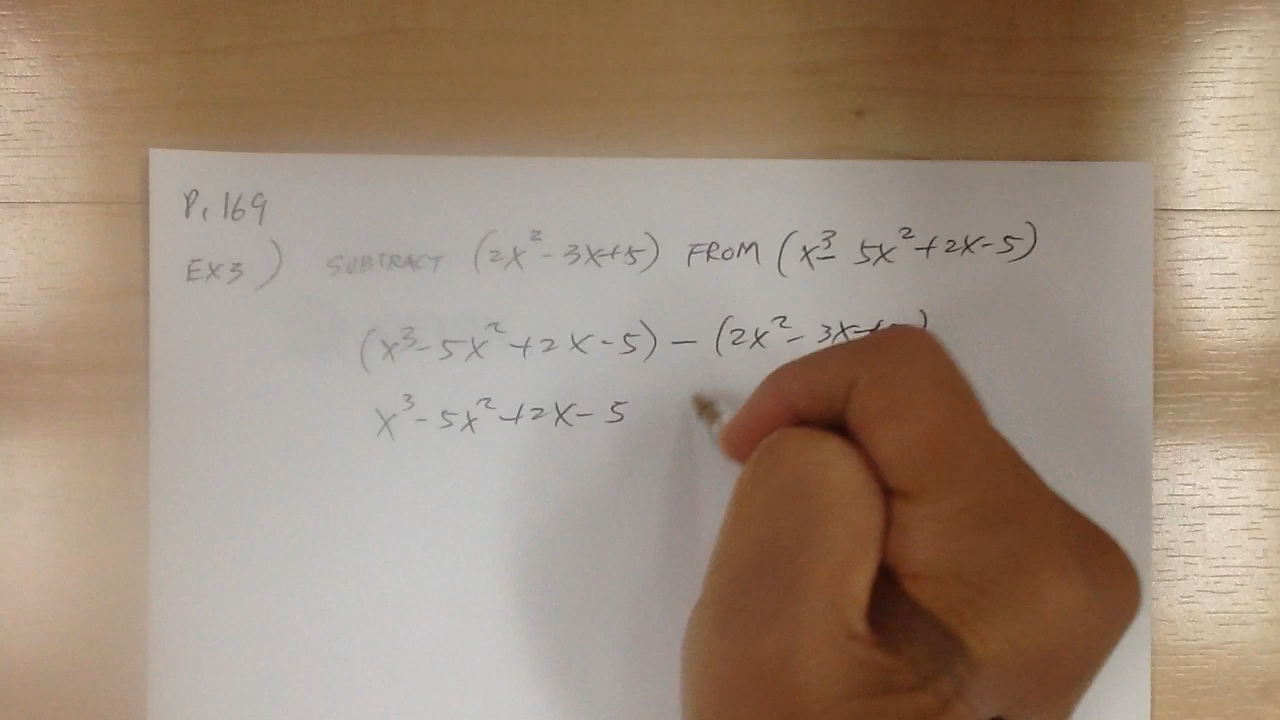 P. 169
EX3) SUBTRACT (2x² - 3x+5) FROM (x³- 5x²+2x-5)
(x³-5x²+2x-5) - (2x²- 3x+
x³-5x²+2x-5